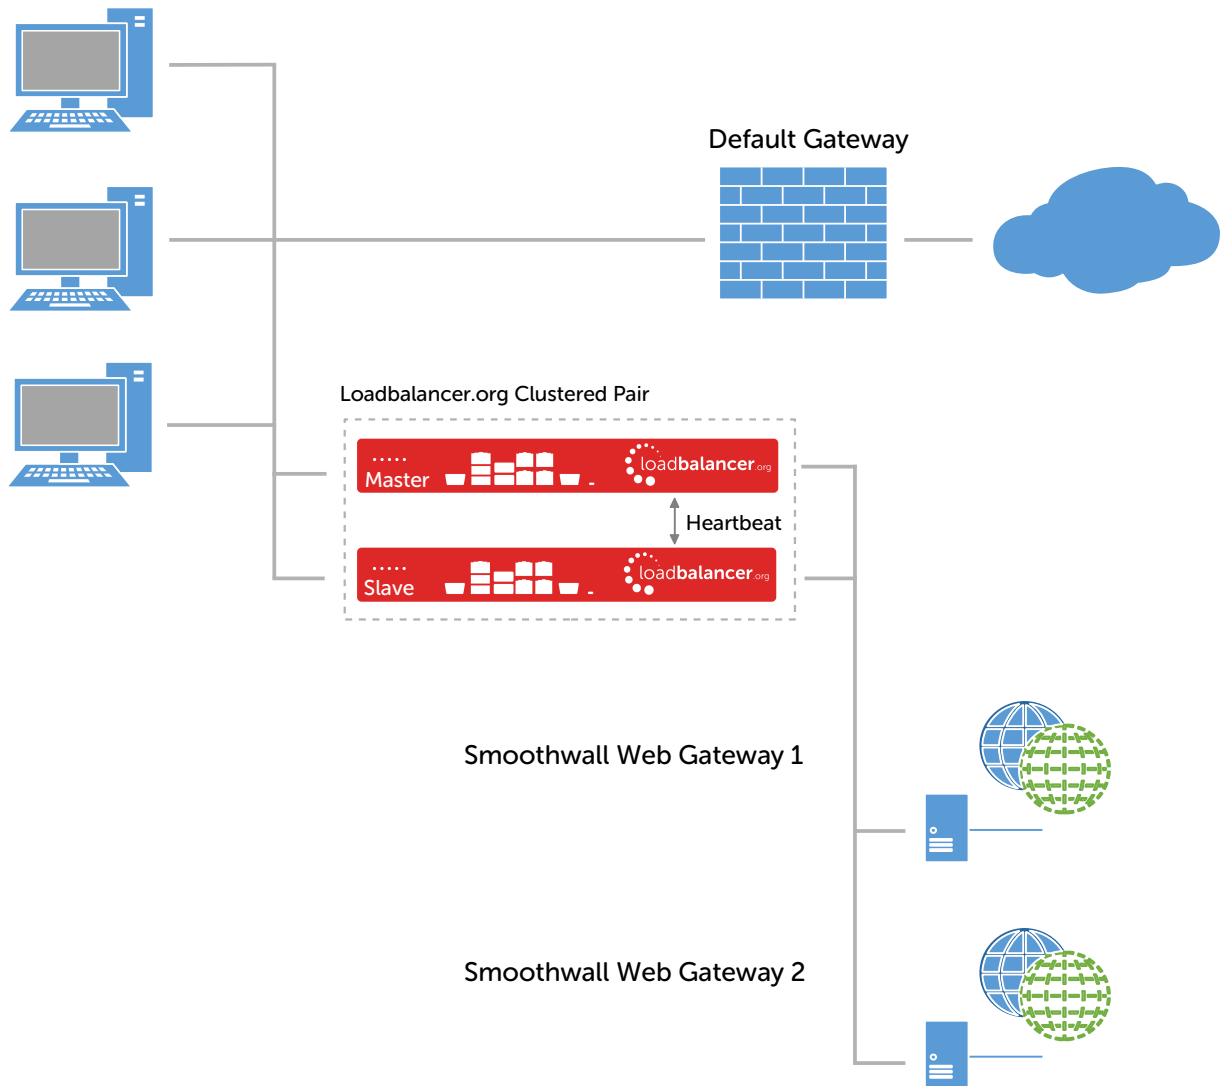 Default Gateway
Loadbalancer.org Clustered Pair
Master
loadbalancer.org
Heartbeat
Slave
loadbalancer.org
Smoothwall Web Gateway 1
Smoothwall Web Gateway 2